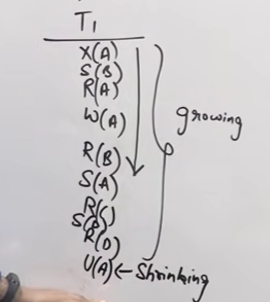 T1
X(A)
S(B)
R(A)
W(A)
growing
R(B)
S(A)
R(C)
R(D)
U(A) ← Shrinking